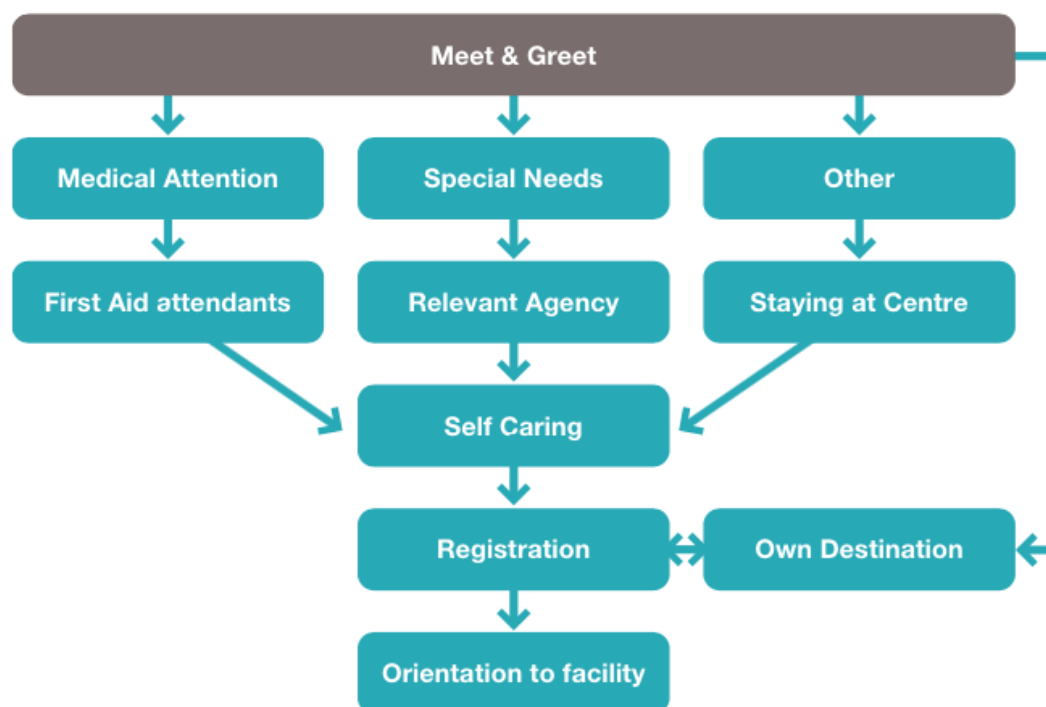 Meet & Greet
Medical Attention
Special Needs
Other
First Aid attendants
Relevant Agency
Staying at Centre
Self Caring
Registration
Own Destination
Orientation to facility